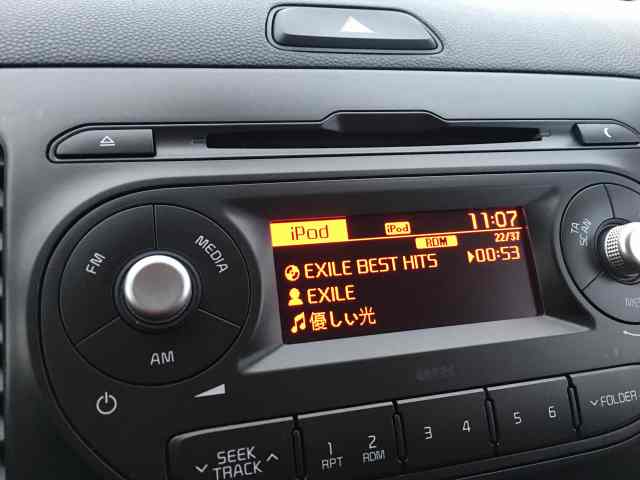 iPod iPod 11:07
RDM 22/37
EXILE BEST HITS 00:53
EXILE
優しい光
FM
MEDIA
AM
TA
SCAN
SEEK
TRACK
1 2
RPT RDM
3 4
5 6
FOLDER